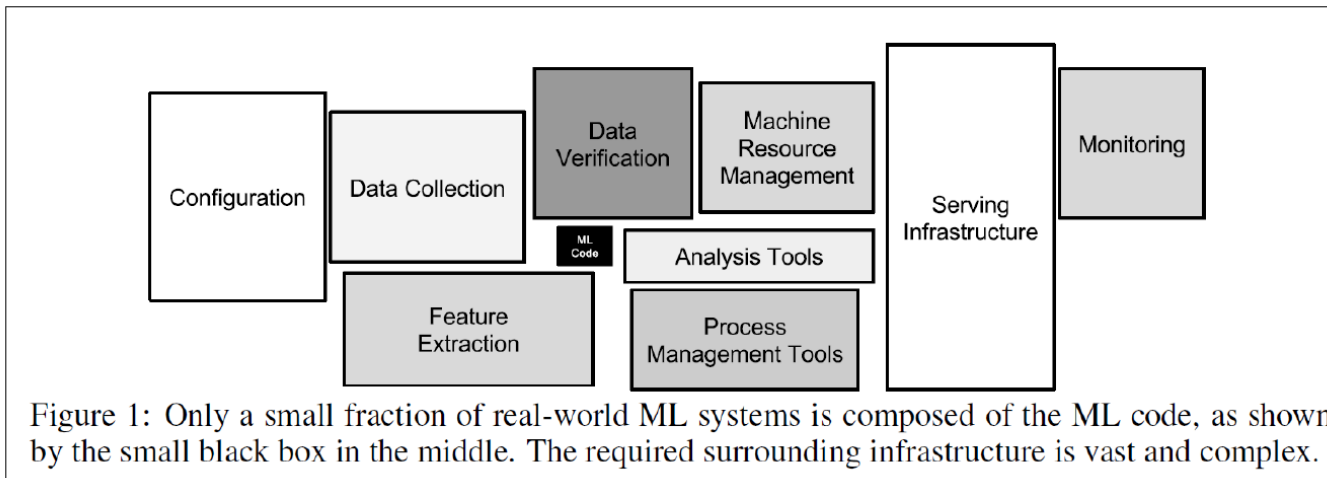 Configuration
Data Collection
Data
Verification
Machine
Resource
Management
Serving
Infrastructure
Monitoring
ML
Code
Analysis Tools
Feature
Extraction
Process
Management Tools
Figure 1: Only a small fraction of real-world ML systems is composed of the ML code, as shown
by the small black box in the middle. The required surrounding infrastructure is vast and complex.